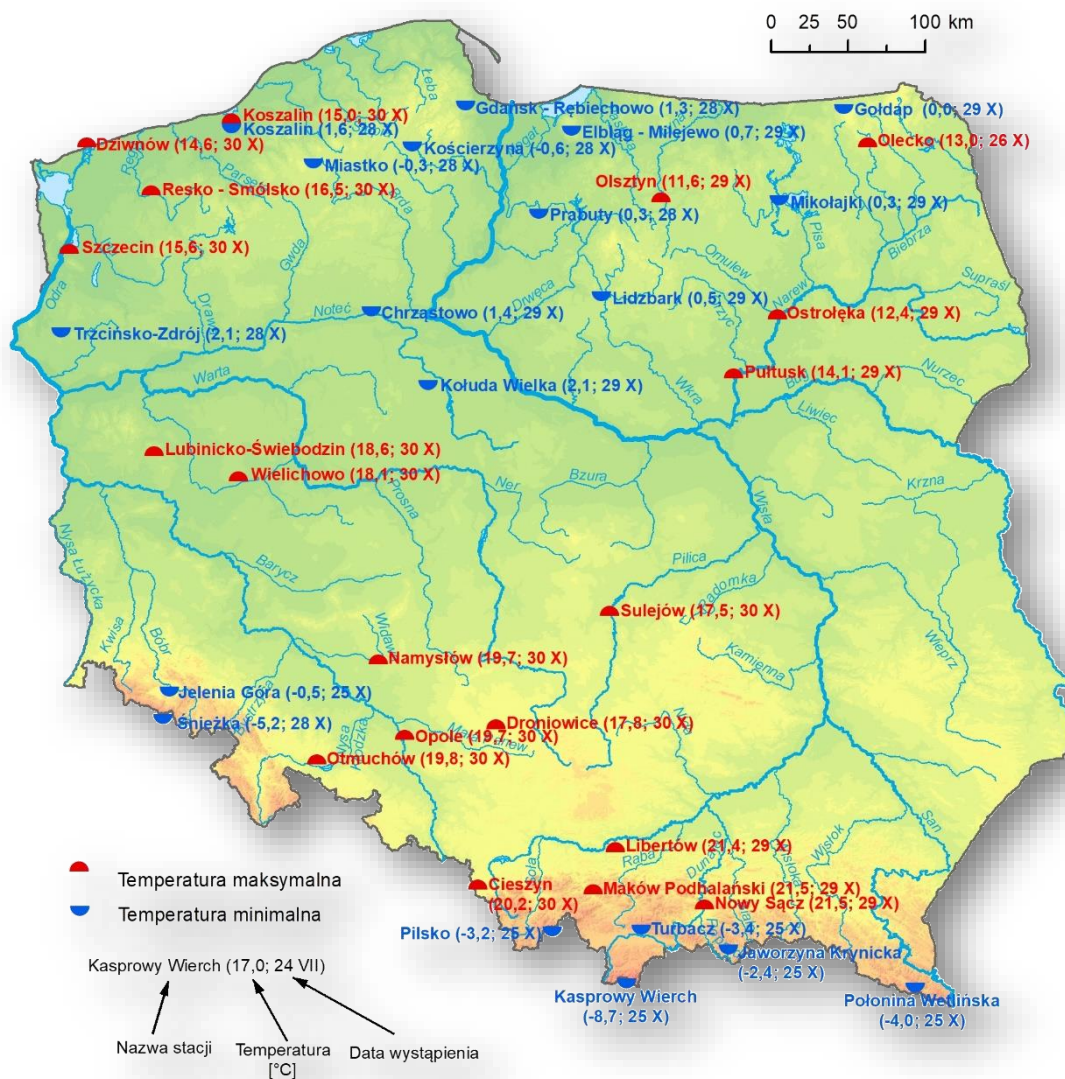 0 25 50 100 km
Łeba
Koszalin (15,0; 30 X)
Koszalin (1,6; 28 X)
Gdańsk - Rębiechowo (1,3; 28 X)
Gołdap (0,0; 29 X)
Elbląg - Milejewo (0,7; 29 X)
Dziwnów (14,6; 30 X)
Kościerzyna (-0,6; 28 X)
Olecko (13,0; 26 X)
Miastko (-0,3; 28 X)
Rega
Resko - Smólsko (16,5; 30 X)
Olsztyn (11,6; 29 X)
Mikołajki (0,3; 29 X)
Prabuty (0,3; 28 X)
Pisa
Szczecin (15,6; 30 X)
Gwda
Biebrza
Omulew
Supraśl
Odra
Drwęca
Lidzbark (0,5; 29 X)
Narew
Noteć
Chrząstowo (1,4; 29 X)
Ostrołęka (12,4; 29 X)
Trzcińsko-Zdrój (2,1; 28 X)
Warta
Kołuda Wielka (2,1; 29 X)
Wkra
Pułtusk (14,1; 29 X)
Bug
Nurzec
Liwiec
Lubinicko-Świebodzin (18,6; 30 X)
Wielichowo (18,1; 30 X)
Prosna
Ner
Bzura
Krzna
Wisła
Nysa Łużycka
Barycz
Pilica
Radomka
Sulejów (17,5; 30 X)
Kwisa
Bóbr
Namysłów (19,7; 30 X)
Kamienna
Wieprz
Jelenia Góra (-0,5; 25 X)
Śnieżka (-5,2; 28 X)
Droniowice (17,8; 30 X)
Opole (19,7; 30 X)
Nysa
Kłodzka
Otmuchów (19,8; 30 X)
San
Wisłok
Libertów (21,4; 29 X)
Raba
Dunajec
Temperatura maksymalna
Cieszyn
(20,2; 30 X)
Maków Podhalański (21,5; 29 X)
Nowy Sącz (21,5; 29 X)
Temperatura minimalna
Pilsko (-3,2; 25 X)
Turbacz (-3,4; 25 X)
Jaworzyna Krynicka
(-2,4; 25 X)
Kasprowy Wierch (17,0; 24 VII)
Kasprowy Wierch
(-8,7; 25 X)
Połonina Wetlińska
(-4,0; 25 X)
Nazwa stacji
Temperatura
[°C]
Data wystąpienia